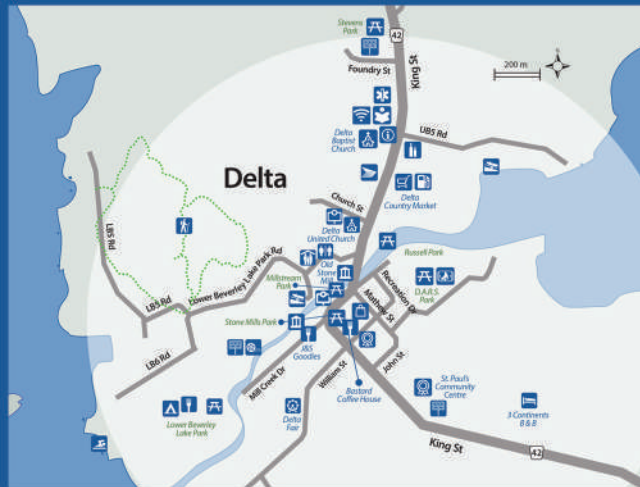 Stevens
Park
42
King St
Foundry St
200 m
Delta
Baptist
Church
UB5 Rd
Delta
Delta
Country Market
Church St
LB5 Rd
Delta
United Church
Lower Beverley Lake Park Rd
Old
Stone
Mill
Millstream
Park
Russell Park
Recreation Dr
D.A.R.S.
Park
Mathew St
LB5 Rd
Stone Mills Park
LB6 Rd
J&S
Goodies
John St
William St
Mill Creek Dr
Bastard
Coffee House
St. Paul's
Community
Centre
3 Continents
B & B
Lower Beverley
Lake Park
Delta
Fair
King St
42